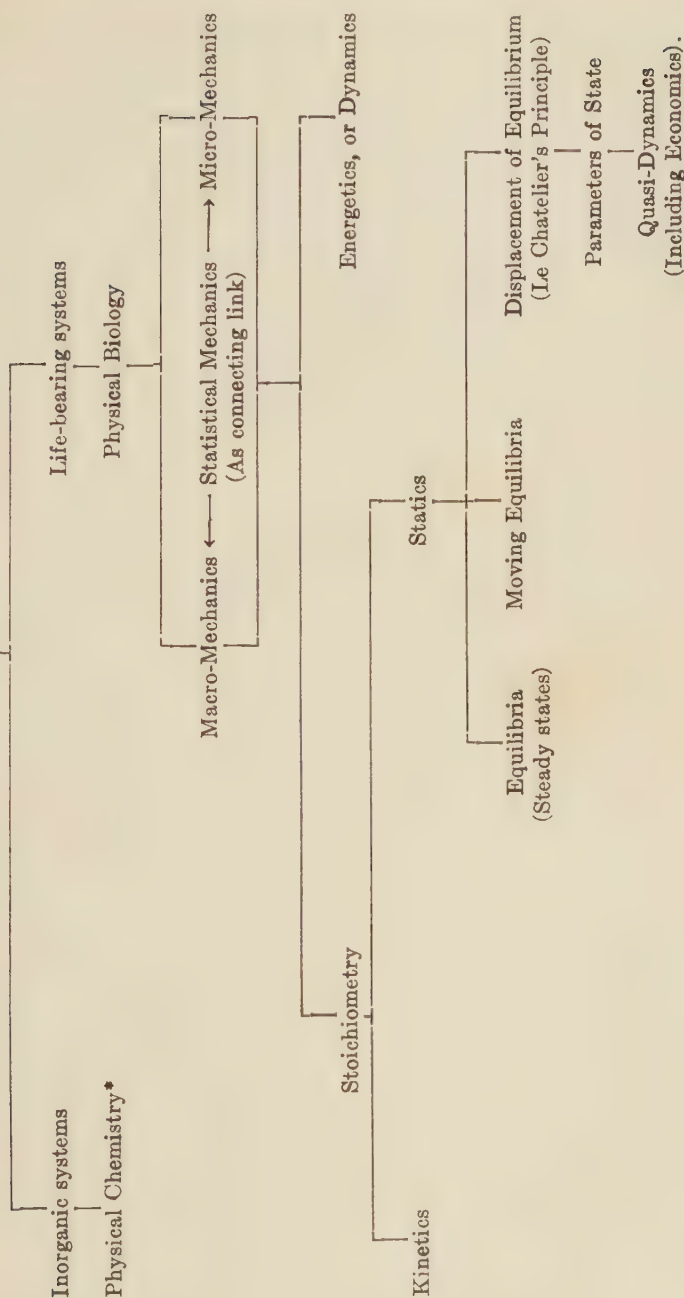 Inorganic systems
Life-bearing systems
Physical Chemistry*
Physical Biology
Macro-Mechanics ⟵ Statistical Mechanics ⟶ Micro-Mechanics
(As connecting link)
Stoichiometry
Energetics, or Dynamics
Kinetics
Statics
Equilibria
(Steady states)
Moving Equilibria
Displacement of Equilibrium
(Le Chatelier's Principle)
Parameters of State
Quasi-Dynamics
(Including Economics).